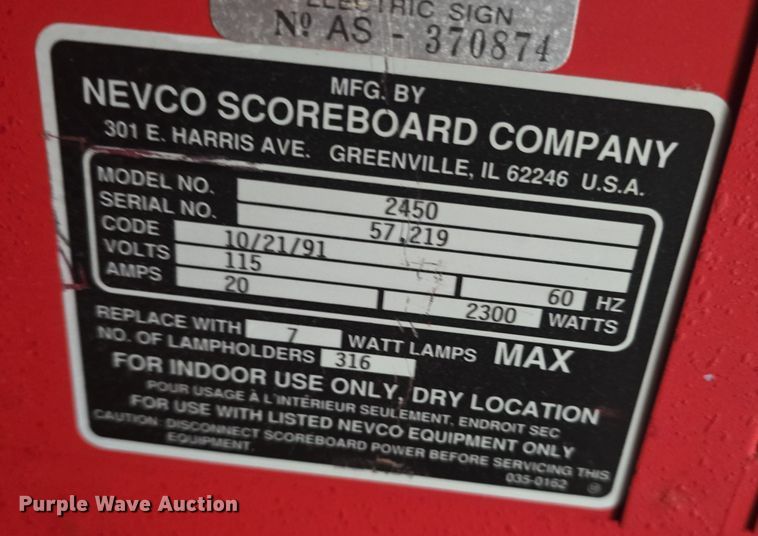 ELECTRIC SIGN
Nº AS - 370874
MFG. BY
NEVCO SCOREBOARD COMPANY
301 E. HARRIS AVE. GREENVILLE, IL 62246 U.S.A.
MODEL NO. 2450
SERIAL NO. 57,219
CODE 10/21/91
VOLTS 115 60 HZ
AMPS 20 2300 WATTS
REPLACE WITH 7 WATT LAMPS MAX
NO. OF LAMPHOLDERS 316
FOR INDOOR USE ONLY, DRY LOCATION
POUR USAGE À L'INTÉRIEUR SEULEMENT, ENDROIT SEC
FOR USE WITH LISTED NEVCO EQUIPMENT ONLY
CAUTION: DISCONNECT SCOREBOARD POWER BEFORE SERVICING THIS
EQUIPMENT.
035-0162
Purple Wave Auction